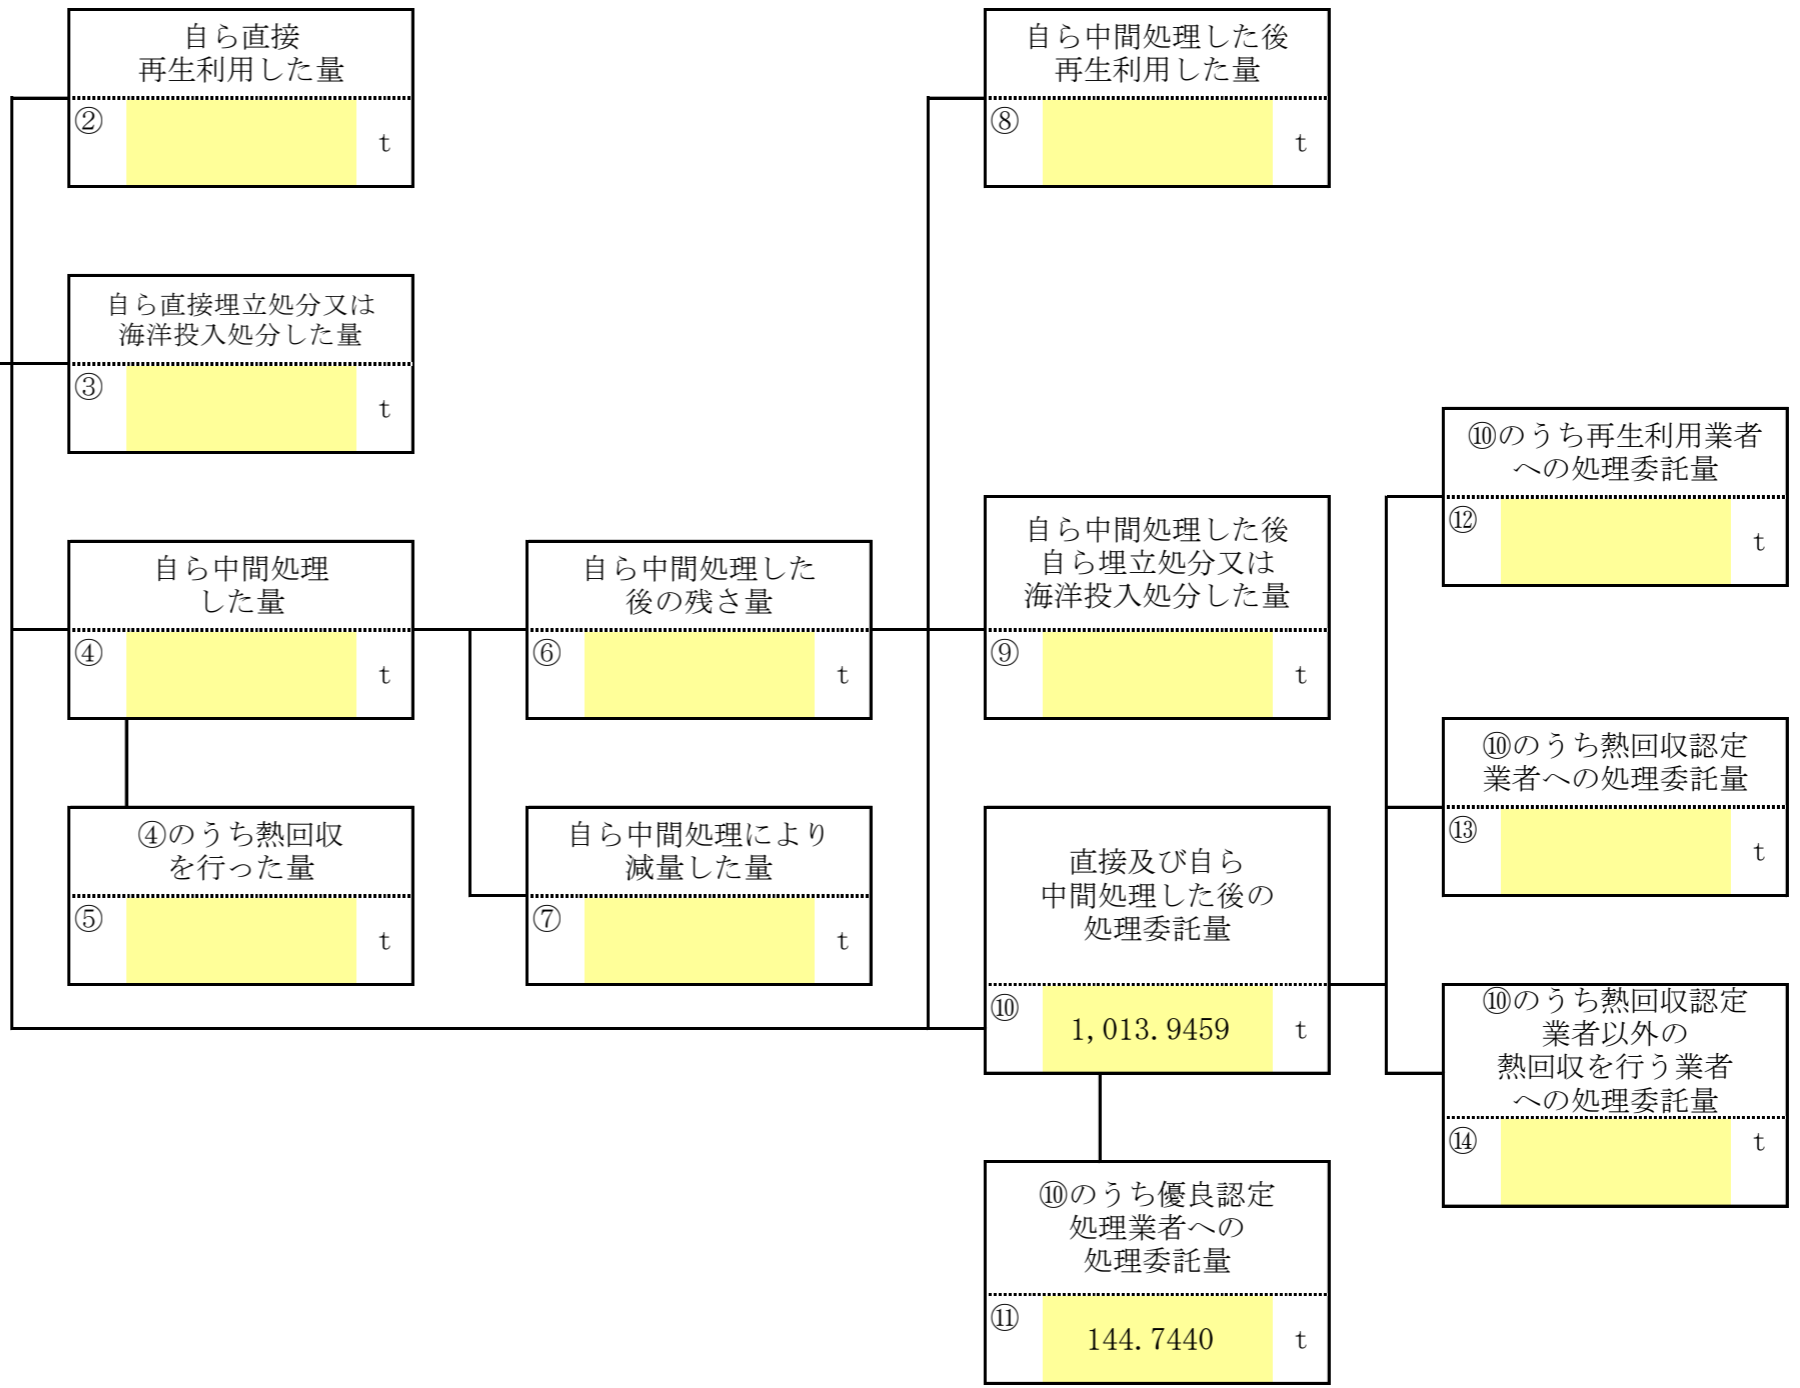 自ら直接
再生利用した量
②
t
自ら中間処理した後
再生利用した量
⑧
t
自ら直接埋立処分又は
海洋投入処分した量
③
t
⑩のうち再生利用業者
への処理委託量
⑫
t
自ら中間処理
した量
④
t
自ら中間処理した
後の残さ量
⑥
t
自ら中間処理した後
自ら埋立処分又は
海洋投入処分した量
⑨
t
⑩のうち熱回収認定
業者への処理委託量
⑬
t
④のうち熱回収
を行った量
⑤
t
自ら中間処理により
減量した量
⑦
t
直接及び自ら
中間処理した後の
処理委託量
⑩ 1,013.9459 t
⑩のうち熱回収認定
業者以外の
熱回収を行う業者
への処理委託量
⑭
t
⑩のうち優良認定
処理業者への
処理委託量
⑪ 144.7440 t